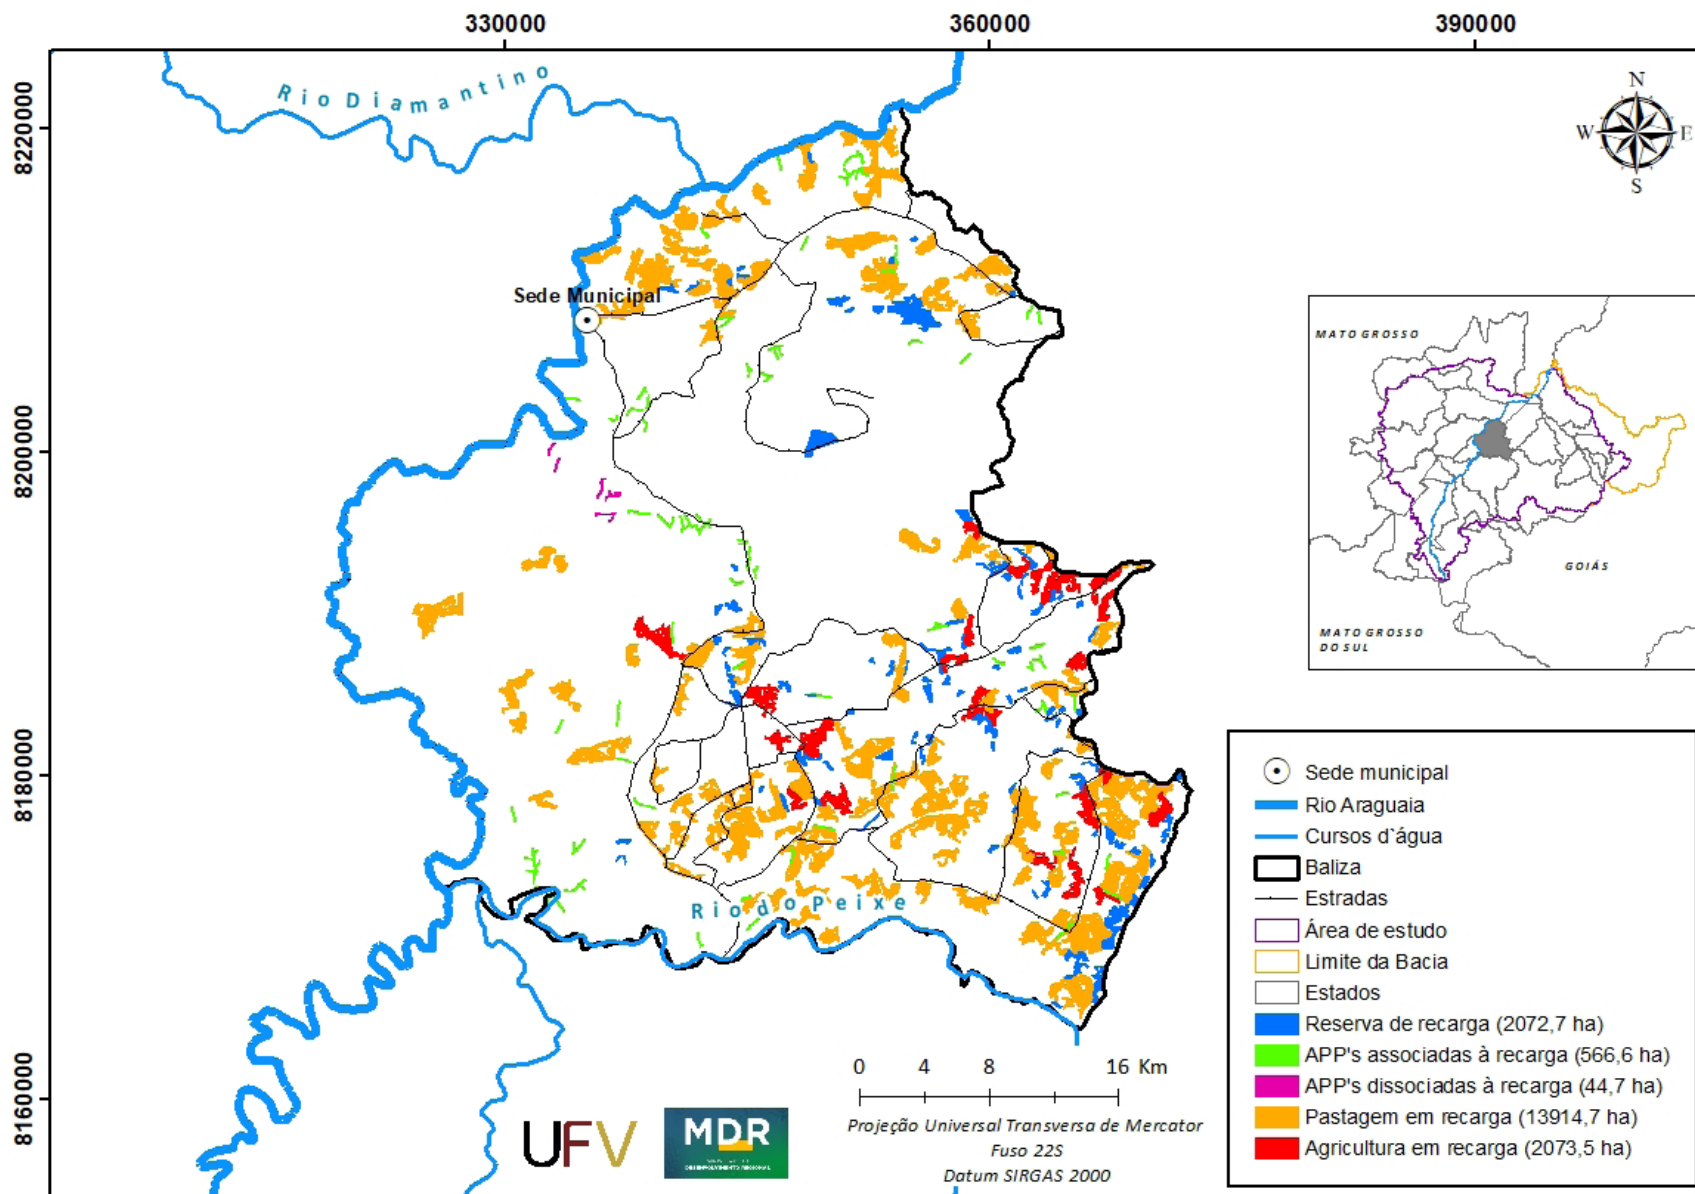 330000
360000
390000
8220000
8200000
8180000
8160000
Rio Diamantino
N
W E
S
Sede Municipal
MATO GROSSO
GOIÁS
MATO GROSSO
DO SUL
Rio do Peixe
Sede municipal
Rio Araguaia
Cursos d`água
Baliza
Estradas
Área de estudo
Limite da Bacia
Estados
Reserva de recarga (2072,7 ha)
APP's associadas à recarga (566,6 ha)
APP's dissociadas à recarga (44,7 ha)
Pastagem em recarga (13914,7 ha)
Agricultura em recarga (2073,5 ha)
0 4 8 16 Km
Projeção Universal Transversa de Mercator
Fuso 22S
Datum SIRGAS 2000
UFV
MDR
DESENVOLVIMENTO REGIONAL